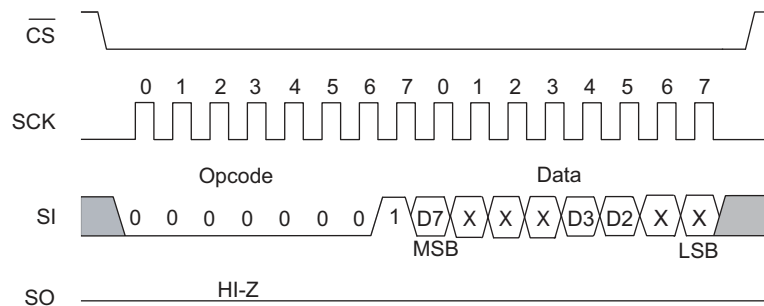 CS
0 1 2 3 4 5 6 7 0 1 2 3 4 5 6 7
SCK
Opcode Data
SI 0 0 0 0 0 0 0 1 D7 X X X D3 D2 X X
MSB LSB
HI-Z
SO